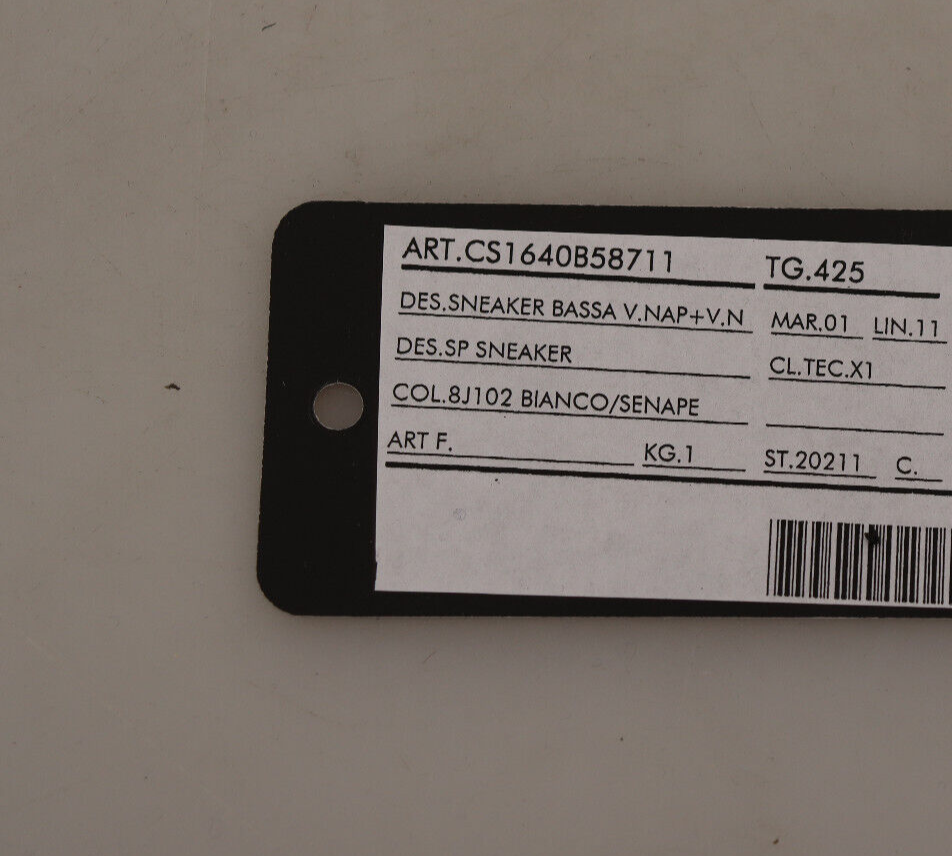 ART.CS1640B58711 TG.425
DES.SNEAKER BASSA V.NAP+V.N MAR.01 LIN.11
DES.SP SNEAKER CL.TEC.X1
COL.8J102 BIANCO/SENAPE
ART F. KG.1 ST.20211 C.